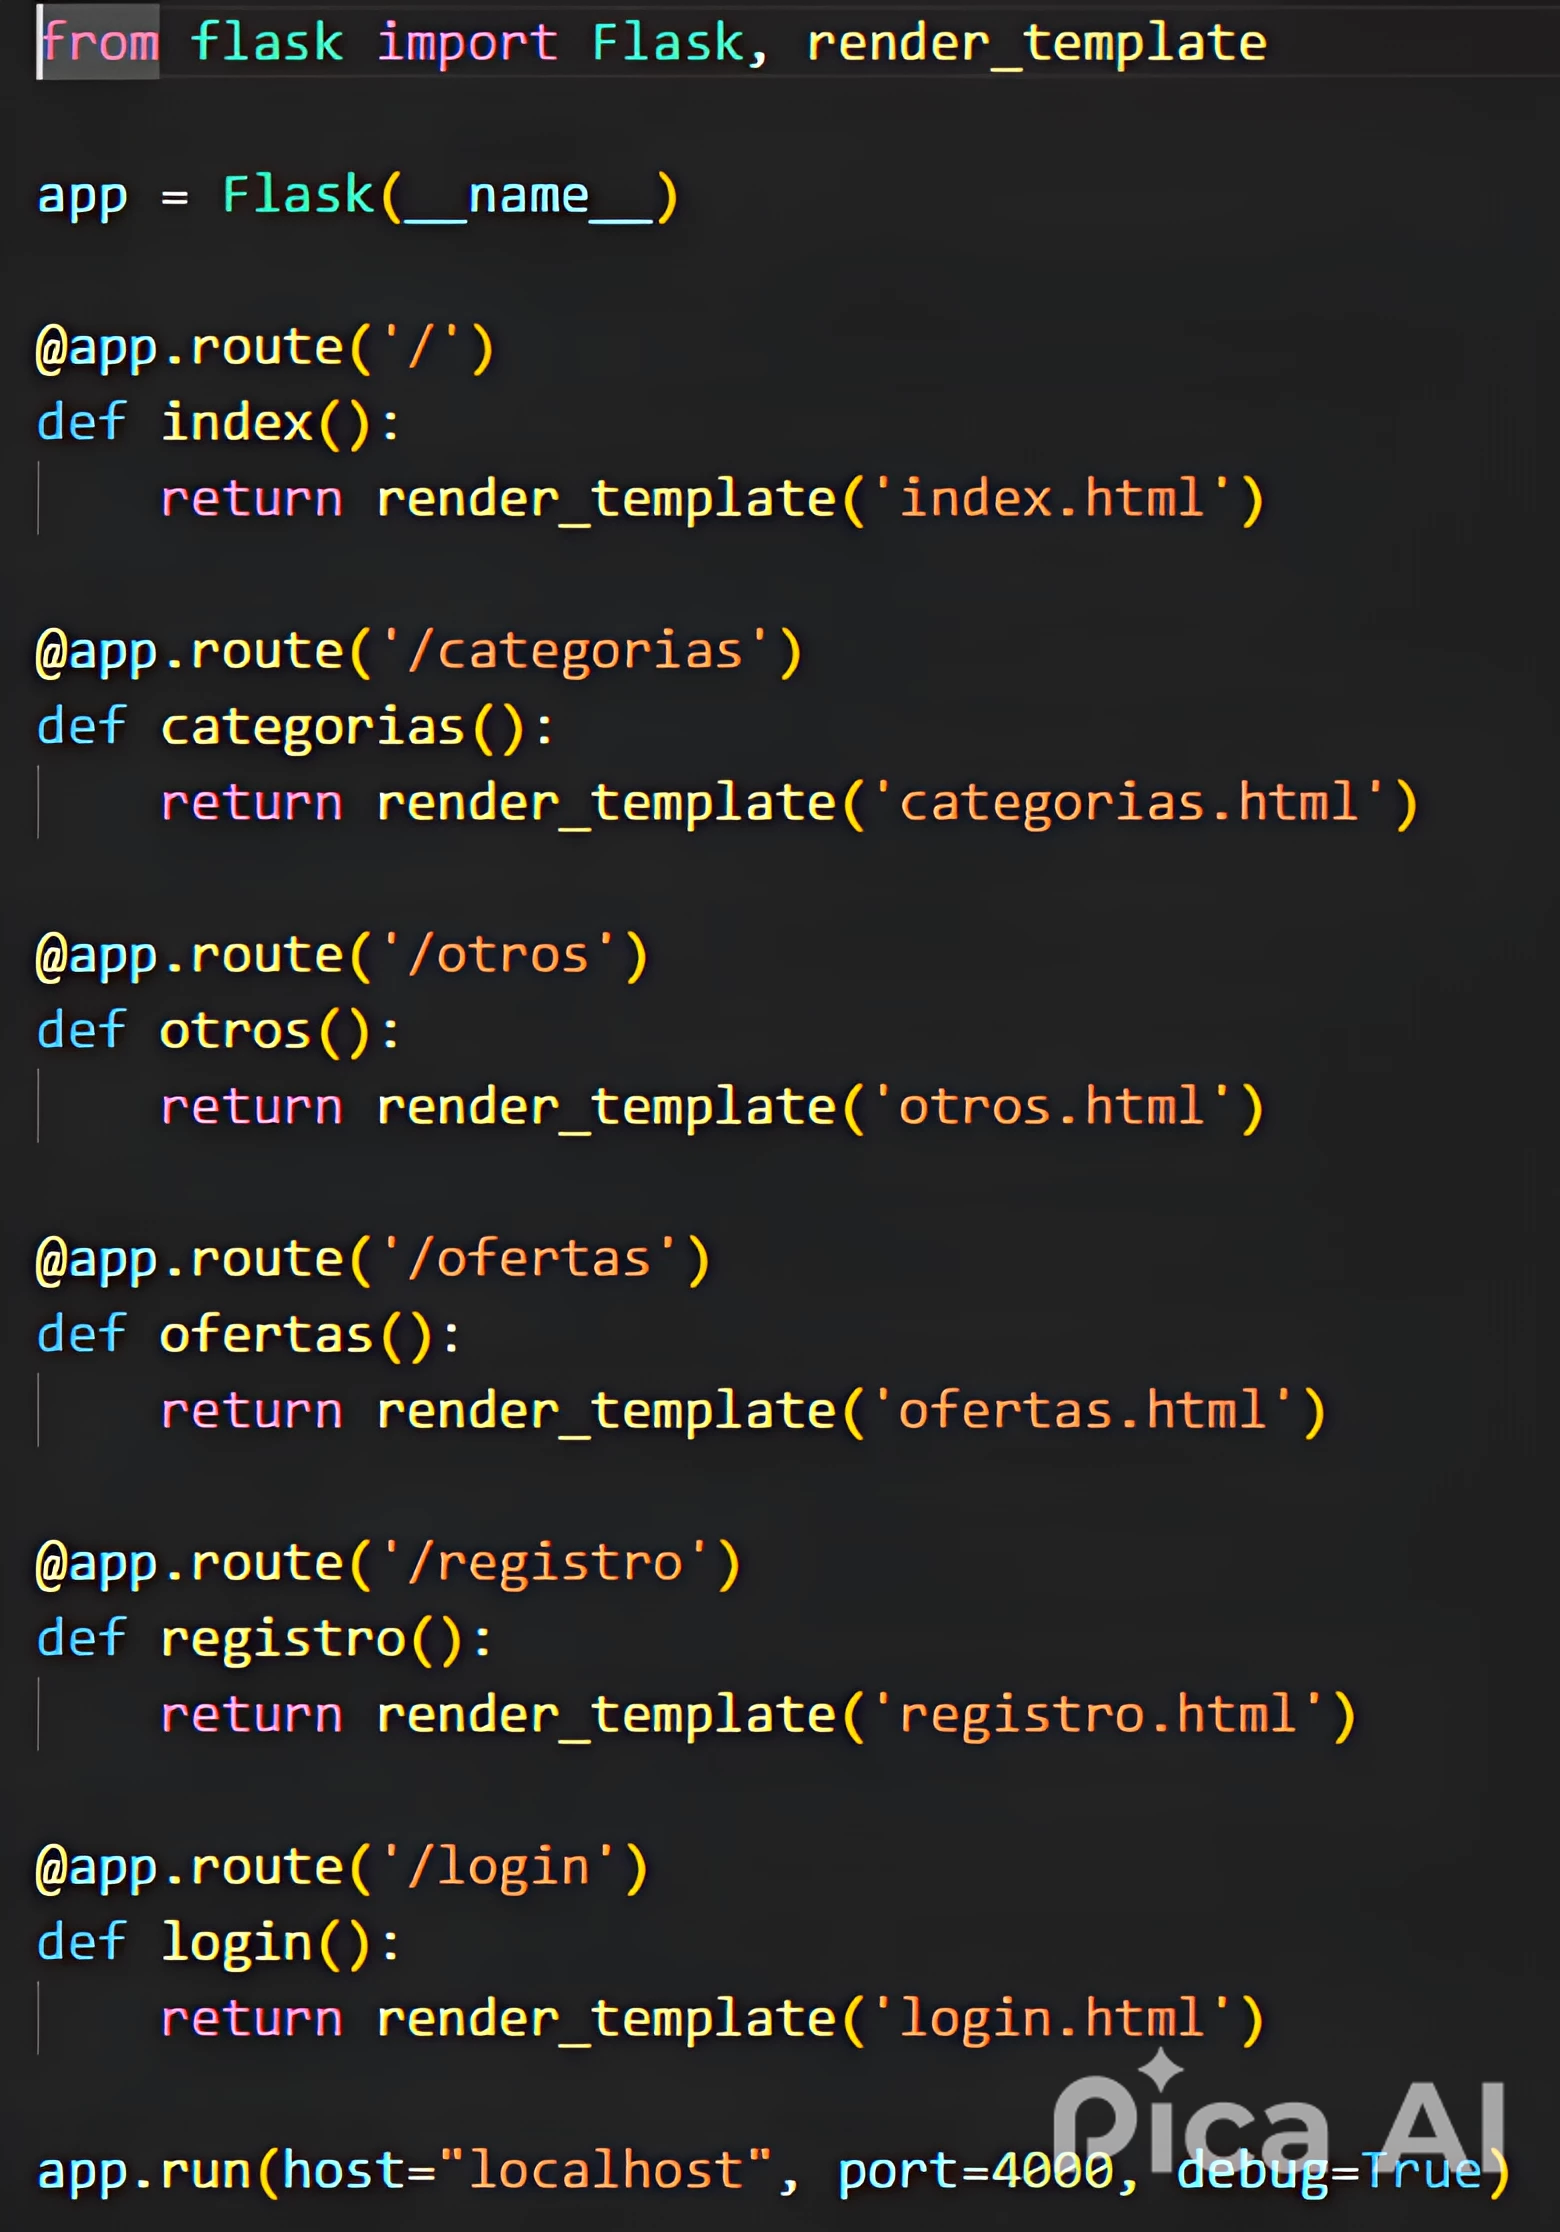 from flask import Flask, render_template
app = Flask(__name__)
@app.route('/')
def index():
    return render_template('index.html')
@app.route('/categorias')
def categorias():
    return render_template('categorias.html')
@app.route('/otros')
def otros():
    return render_template('otros.html')
@app.route('/ofertas')
def ofertas():
    return render_template('ofertas.html')
@app.route('/registro')
def registro():
    return render_template('registro.html')
@app.route('/login')
def login():
    return render_template('login.html')
Pica AI
app.run(host="localhost", port=4000, debug=True)